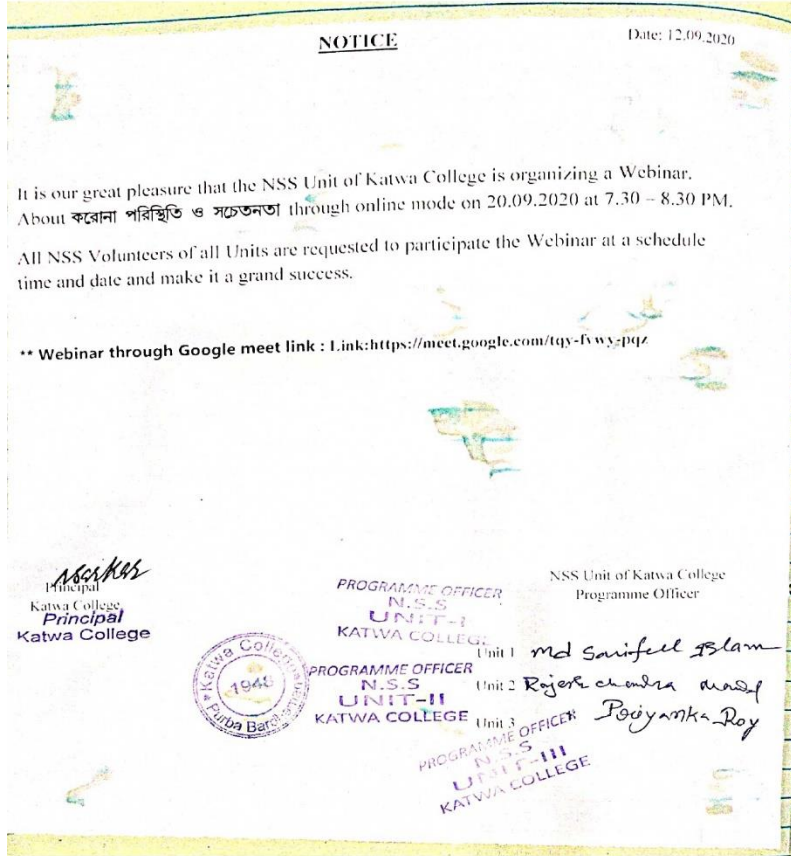 NOTICE
Date: 12.09.2020
It is our great pleasure that the NSS Unit of Katwa College is organizing a Webinar.
About করোনা পরিস্থিতি ও সচেতনতা through online mode on 20.09.2020 at 7.30 – 8.30 PM.
All NSS Volunteers of all Units are requested to participate the Webinar at a schedule
time and date and make it a grand success.
** Webinar through Google meet link : Link:https://meet.google.com/tqy-fvwy-pqz
Principal
Katwa College
Principal
Katwa College
Katwa College
1948
Purba
PROGRAMME OFFICER
N.S.S
UNIT-I
KATWA COLLEGE
PROGRAMME OFFICER
N.S.S
UNIT-II
KATWA COLLEGE
PROGRAMME OFFICER
N.S.S
UNIT-III
KATWA COLLEGE
NSS Unit of Katwa College
Programme Officer
Unit 1 Md Islam
Unit 2 Rajesh Chandra
Unit 3 Priyanka Roy